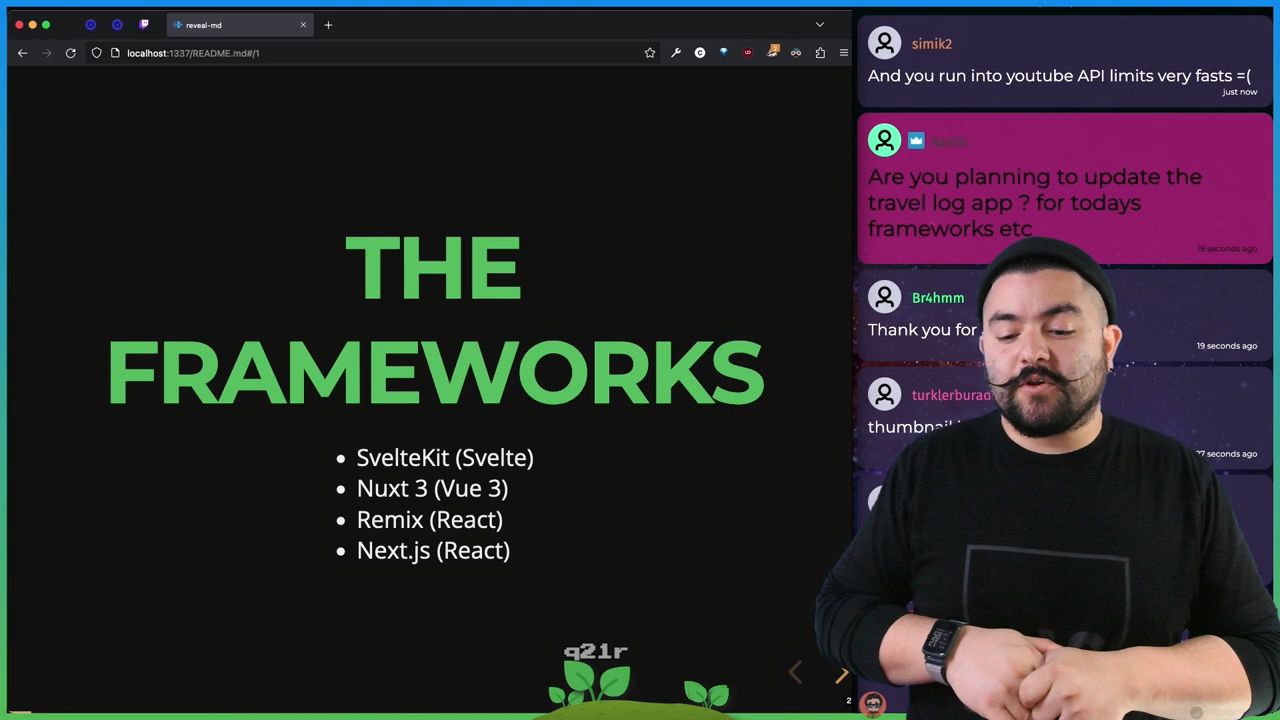 reveal-md
localhost:1337/README.md#/1
THE
FRAMEWORKS
SvelteKit (Svelte)
Nuxt 3 (Vue 3)
Remix (React)
Next.js (React)
q21r
2
simik2
And you run into youtube API limits very fasts =(
just now
Xaotic
Are you planning to update the
travel log app ? for todays
frameworks etc
19 seconds ago
Br4hmm
Thank you for
19 seconds ago
turklerburad
thumbnail
27 seconds ago